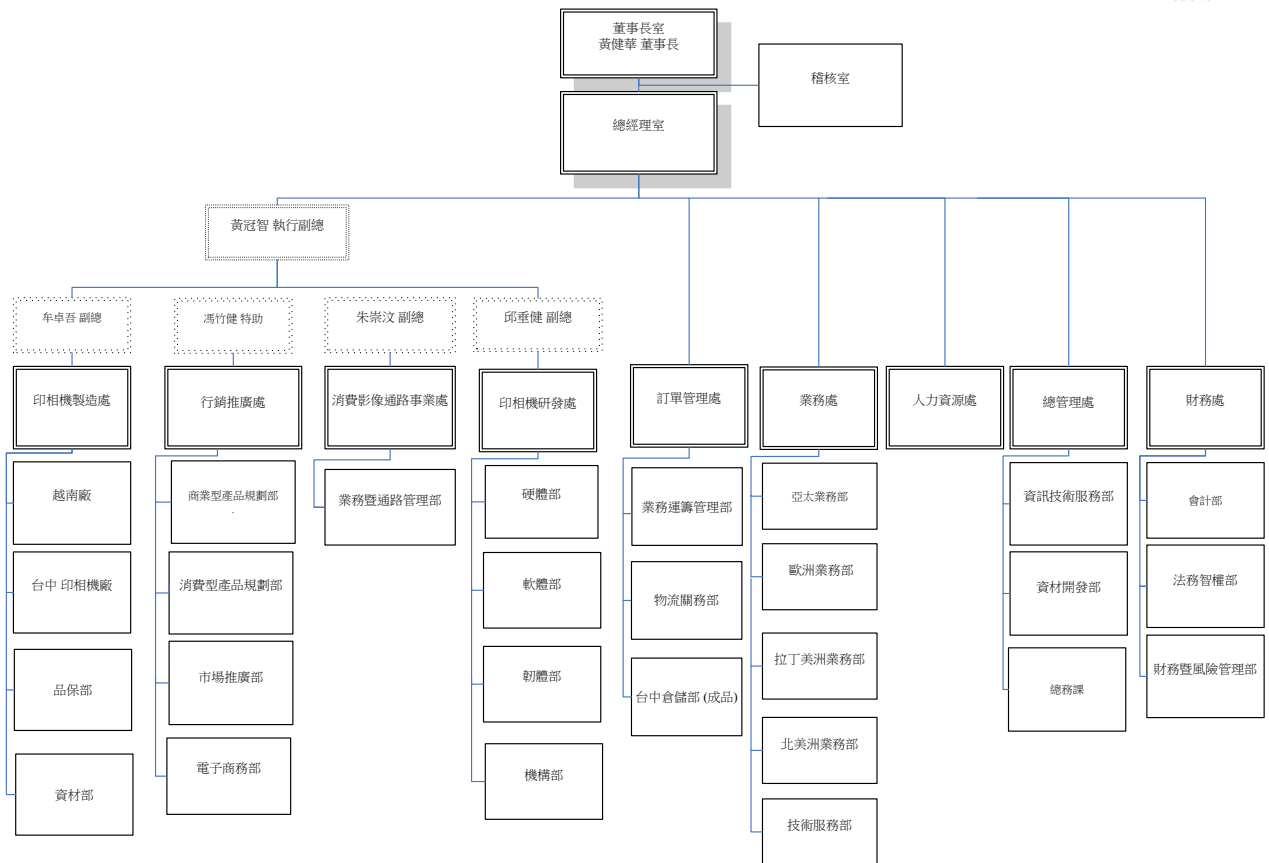 董事長室
黃健華 董事長
稽核室
總經理室
黃冠智 執行副總
牟卓吾 副總
馮竹健 特助
朱崇汶 副總
邱垂健 副總
印相機製造處
行銷推廣處
消費影像通路事業處
印相機研發處
訂單管理處
業務處
人力資源處
總管理處
財務處
越南廠
台中 印相機廠
品保部
資材部
商業型產品規劃部
.
消費型產品規劃部
市場推廣部
電子商務部
業務暨通路管理部
硬體部
軟體部
韌體部
機構部
業務運籌管理部
物流關務部
台中倉儲部 (成品)
亞太業務部
歐洲業務部
拉丁美洲業務部
北美洲業務部
技術服務部
資訊技術服務部
資材開發部
總務課
會計部
法務智權部
財務暨風險管理部